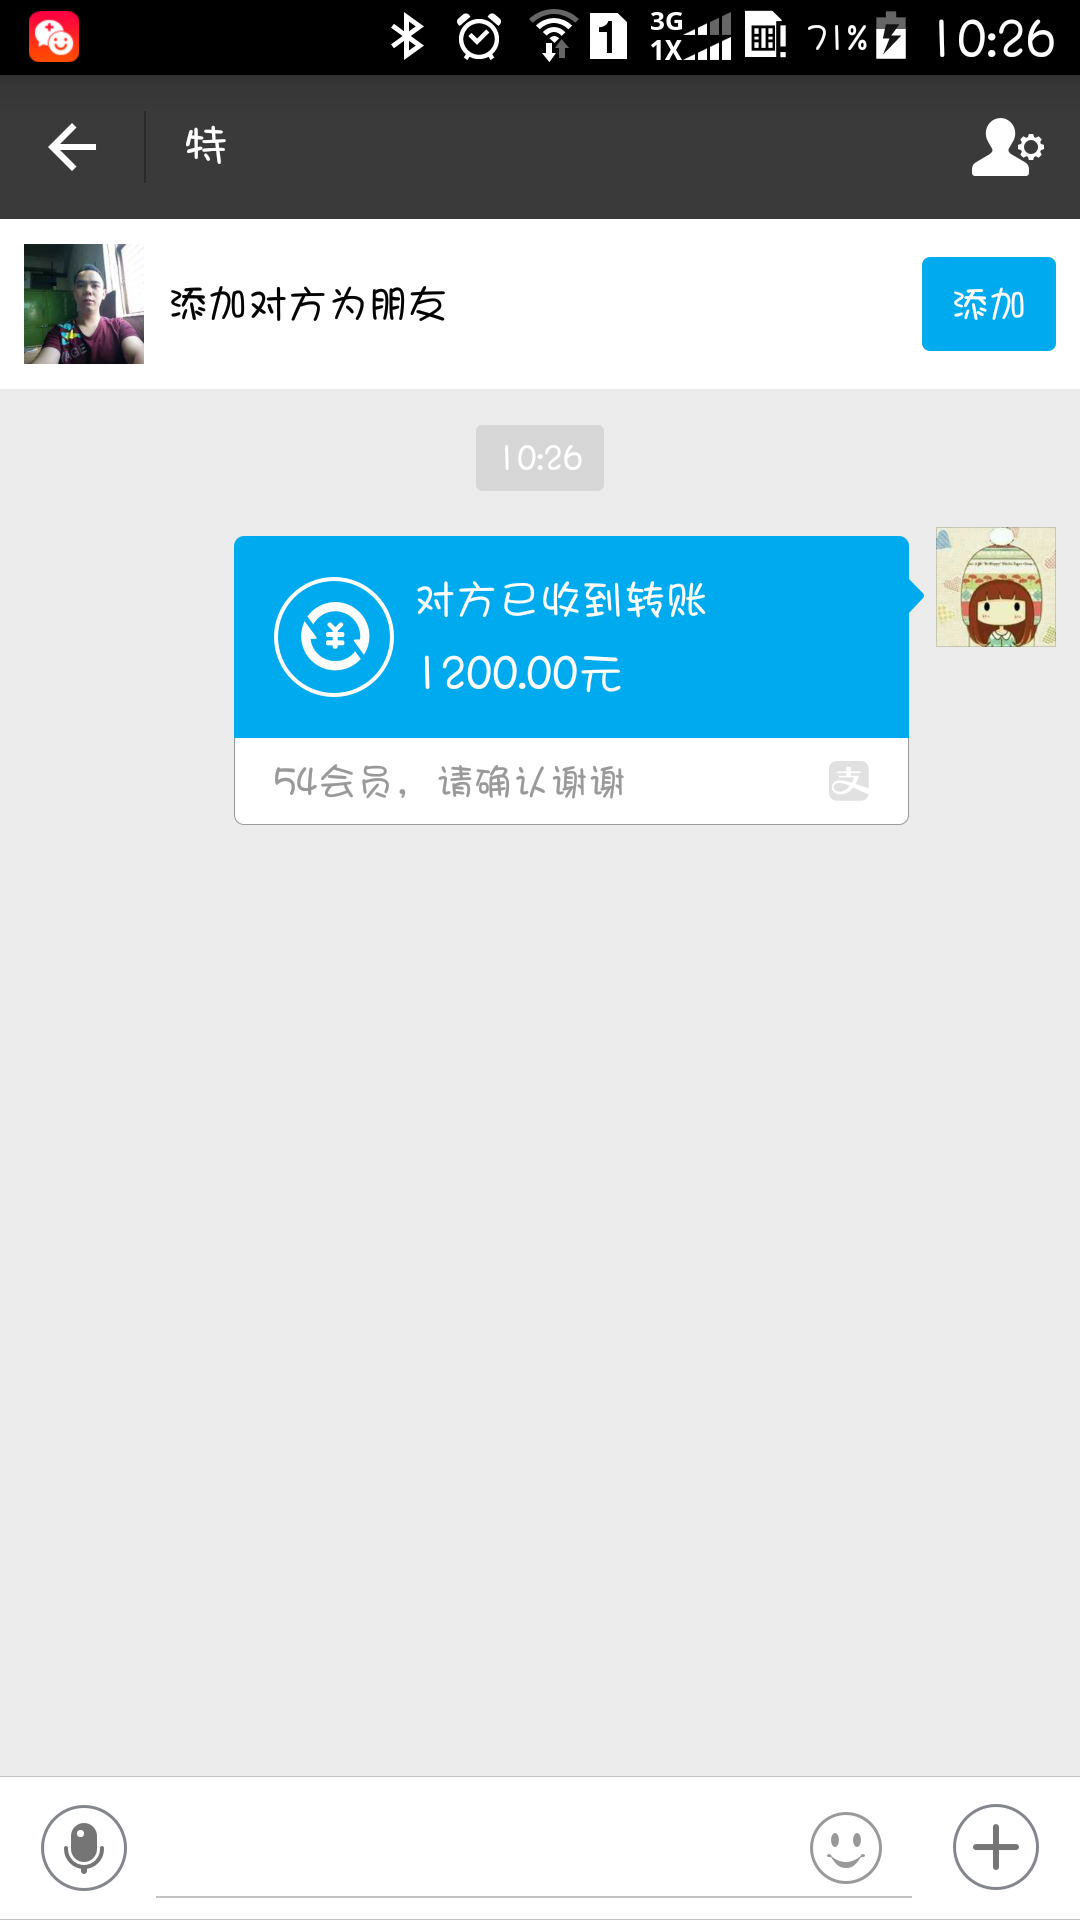 1 3G 1X 71% 10:26
特
添加对方为朋友 添加
10:26
对方已收到转账
1200.00元
54会员，请确认谢谢 支